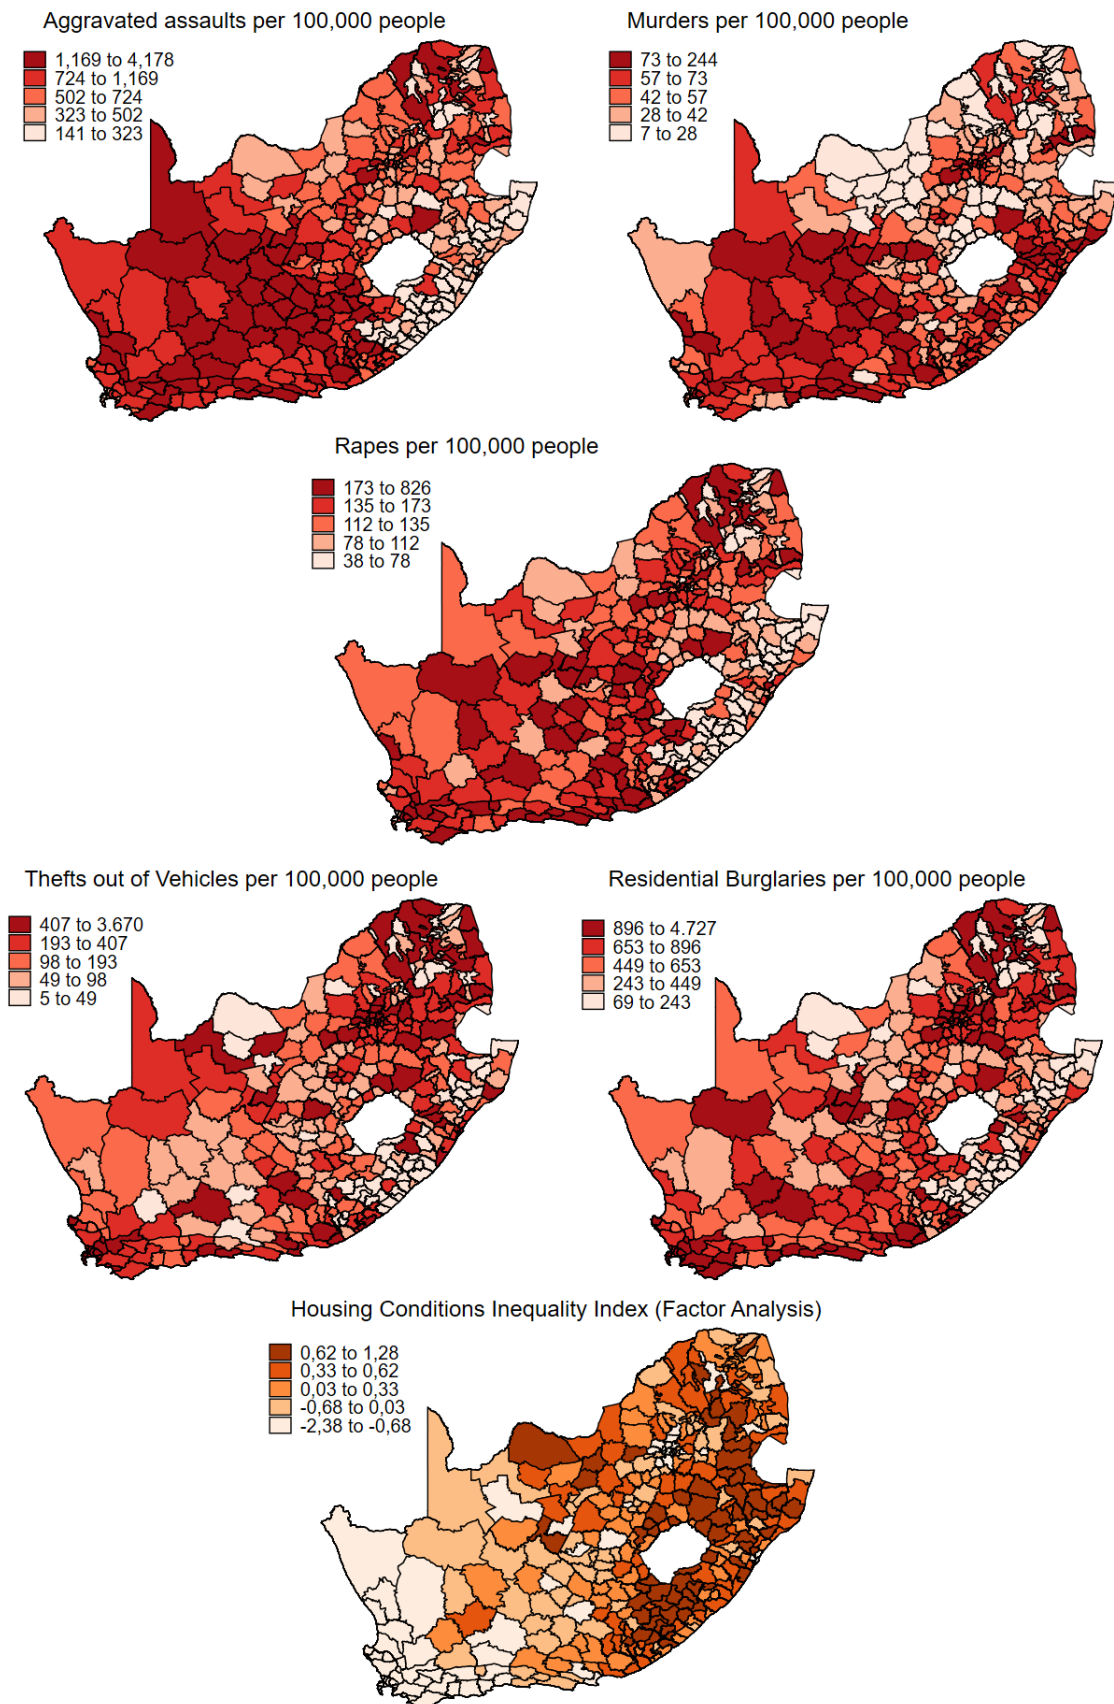 Aggravated assaults per 100,000 people
1,169 to 4,178
724 to 1,169
502 to 724
323 to 502
141 to 323
Murders per 100,000 people
73 to 244
57 to 73
42 to 57
28 to 42
7 to 28
Rapes per 100,000 people
173 to 826
135 to 173
112 to 135
78 to 112
38 to 78
Thefts out of Vehicles per 100,000 people
407 to 3.670
193 to 407
98 to 193
49 to 98
5 to 49
Residential Burglaries per 100,000 people
896 to 4.727
653 to 896
449 to 653
243 to 449
69 to 243
Housing Conditions Inequality Index (Factor Analysis)
0,62 to 1,28
0,33 to 0,62
0,03 to 0,33
-0,68 to 0,03
-2,38 to -0,68